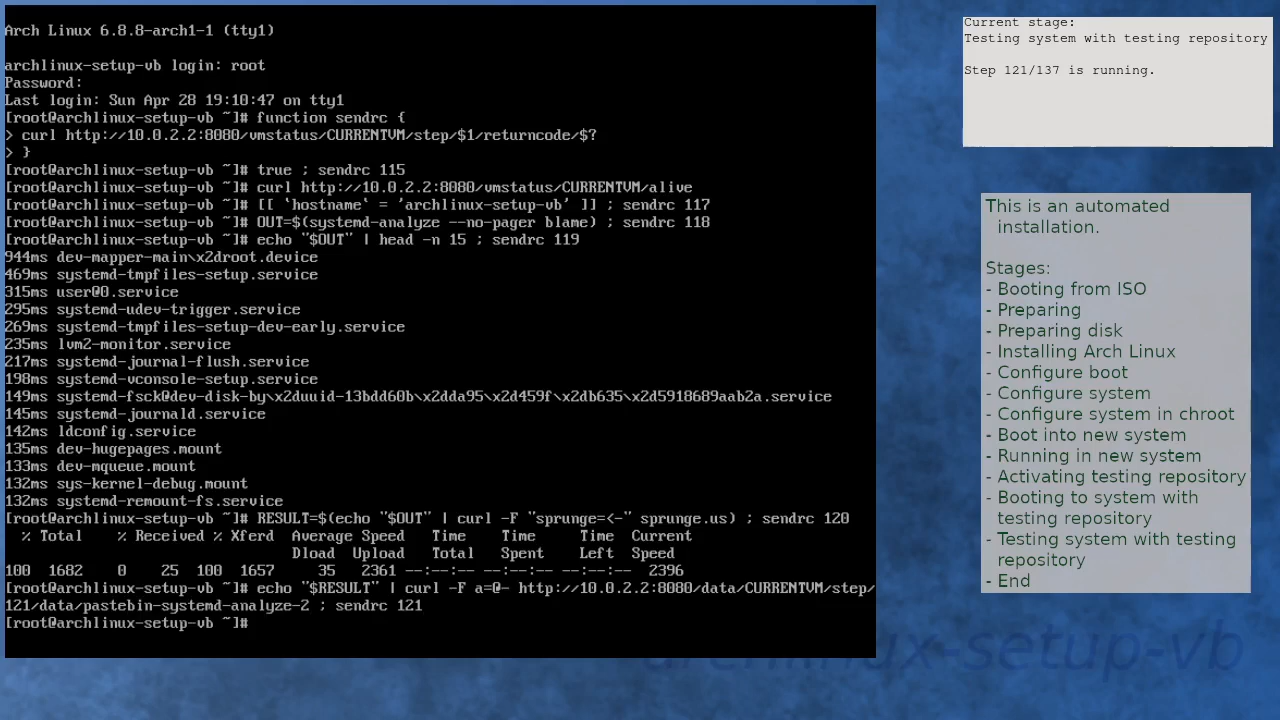 Arch Linux 6.8.8-arch1-1 (tty1)
archlinux-setup-vb login: root
Password:
Last login: Sun Apr 28 19:10:47 on tty1
[root@archlinux-setup-vb ~]# function sendrc {
> curl http://10.0.2.2:8080/vmstatus/CURRENTVM/step/$1/returncode/$?
> }
[root@archlinux-setup-vb ~]# true ; sendrc 115
[root@archlinux-setup-vb ~]# curl http://10.0.2.2:8080/vmstatus/CURRENTVM/alive
[root@archlinux-setup-vb ~]# [[ `hostname` = 'archlinux-setup-vb' ]] ; sendrc 117
[root@archlinux-setup-vb ~]# OUT=$(systemd-analyze --no-pager blame) ; sendrc 118
[root@archlinux-setup-vb ~]# echo "$OUT" | head -n 15 ; sendrc 119
944ms dev-mapper-main\x2droot.device
469ms systemd-tmpfiles-setup.service
315ms user@0.service
295ms systemd-udev-trigger.service
269ms systemd-tmpfiles-setup-dev-early.service
235ms lvm2-monitor.service
217ms systemd-journal-flush.service
198ms systemd-vconsole-setup.service
149ms systemd-fsck@dev-disk-by\x2duuid-13bdd60b\x2dda95\x2d459f\x2db635\x2d5918689aab2a.service
145ms systemd-journald.service
142ms ldconfig.service
135ms dev-hugepages.mount
133ms dev-mqueue.mount
132ms sys-kernel-debug.mount
132ms systemd-remount-fs.service
[root@archlinux-setup-vb ~]# RESULT=$(echo "$OUT" | curl -F "sprunge=<-" sprunge.us) ; sendrc 120
% Total % Received % Xferd Average Speed Time Time Time Current
Dload Upload Total Spent Left Speed
100 1682 0 25 100 1657 35 2361 --:--:-- --:--:-- --:--:-- 2396
[root@archlinux-setup-vb ~]# echo "$RESULT" | curl -F a=@- http://10.0.2.2:8080/data/CURRENTVM/step/
121/data/pastebin-systemd-analyze-2 ; sendrc 121
[root@archlinux-setup-vb ~]#
Current stage:
Testing system with testing repository
Step 121/137 is running.
This is an automated
installation.
Stages:
- Booting from ISO
- Preparing
- Preparing disk
- Installing Arch Linux
- Configure boot
- Configure system
- Configure system in chroot
- Boot into new system
- Running in new system
- Activating testing repository
- Booting to system with
testing repository
- Testing system with testing
repository
- End
archlinux-setup-vb